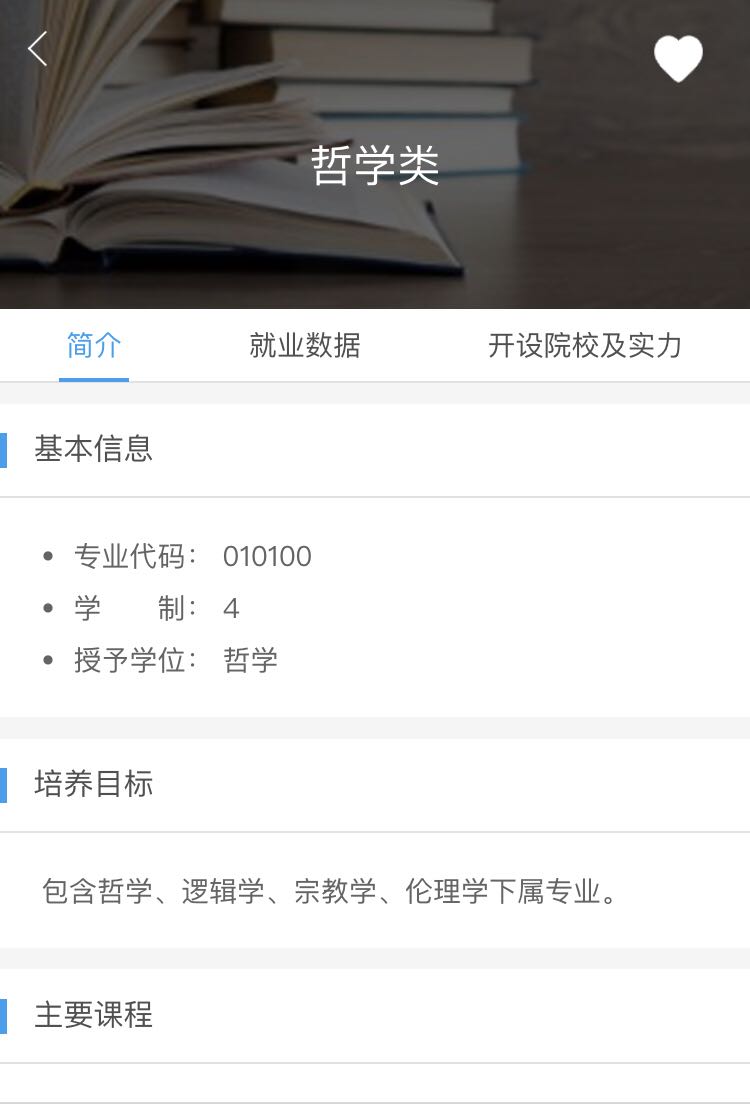 哲学类
简介 就业数据 开设院校及实力
基本信息
• 专业代码： 010100
• 学　　制： 4
• 授予学位： 哲学
培养目标
包含哲学、逻辑学、宗教学、伦理学下属专业。
主要课程